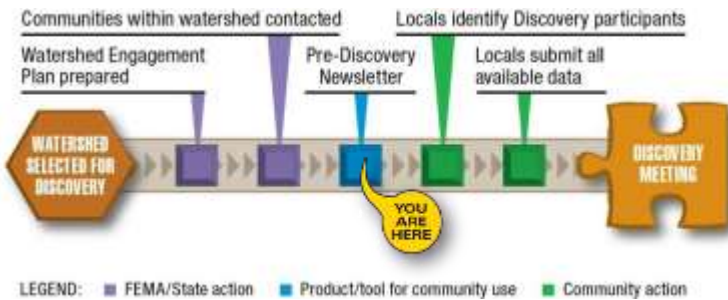 Communities within watershed contacted
Locals identify Discovery participants
Watershed Engagement
Plan prepared
Pre-Discovery
Newsletter
Locals submit all
available data
WATERSHED
SELECTED FOR
DISCOVERY
DISCOVERY
MEETING
YOU
ARE
HERE
LEGEND: FEMA/State action Product/tool for community use Community action